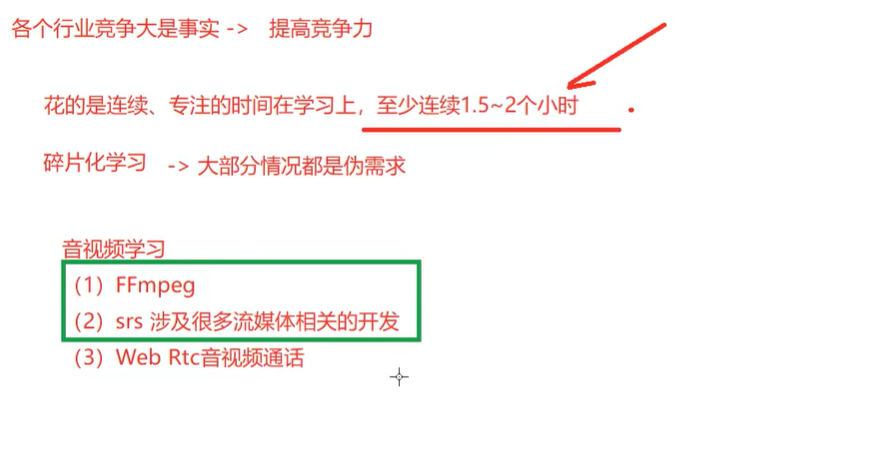 各个行业竞争大是事实 -> 提高竞争力
花的是连续、专注的时间在学习上，至少连续1.5~2个小时
碎片化学习 -> 大部分情况都是伪需求
音视频学习
（1）FFmpeg
（2）srs 涉及很多流媒体相关的开发
（3）Web Rtc音视频通话